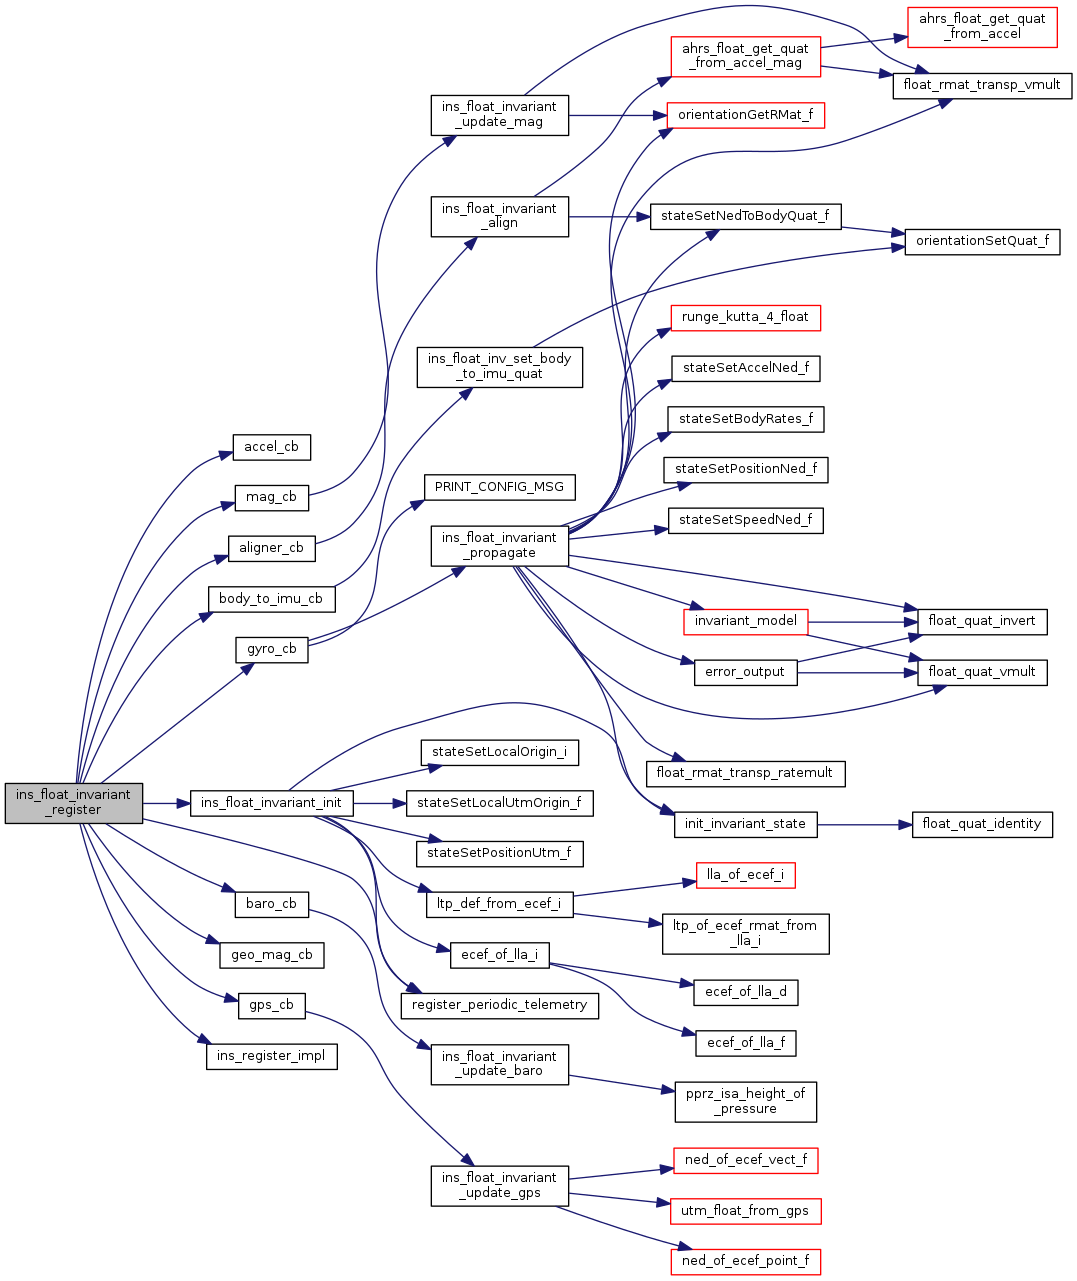 ins_float_invariant
_register
accel_cb
mag_cb
aligner_cb
body_to_imu_cb
gyro_cb
ins_float_invariant_init
baro_cb
geo_mag_cb
gps_cb
ins_register_impl
ins_float_invariant
_update_mag
ins_float_invariant
_align
ins_float_inv_set_body
_to_imu_quat
PRINT_CONFIG_MSG
ins_float_invariant
_propagate
stateSetLocalOrigin_i
stateSetLocalUtmOrigin_f
stateSetPositionUtm_f
ltp_def_from_ecef_i
ecef_of_lla_i
register_periodic_telemetry
ins_float_invariant
_update_baro
ins_float_invariant
_update_gps
ahrs_float_get_quat
_from_accel_mag
orientationGetRMat_f
stateSetNedToBodyQuat_f
runge_kutta_4_float
stateSetAccelNed_f
stateSetBodyRates_f
stateSetPositionNed_f
stateSetSpeedNed_f
invariant_model
error_output
float_rmat_transp_ratemult
init_invariant_state
lla_of_ecef_i
ltp_of_ecef_rmat_from
_lla_i
ecef_of_lla_d
ecef_of_lla_f
pprz_isa_height_of
_pressure
ned_of_ecef_vect_f
utm_float_from_gps
ned_of_ecef_point_f
ahrs_float_get_quat
_from_accel
float_rmat_transp_vmult
orientationSetQuat_f
float_quat_invert
float_quat_vmult
float_quat_identity